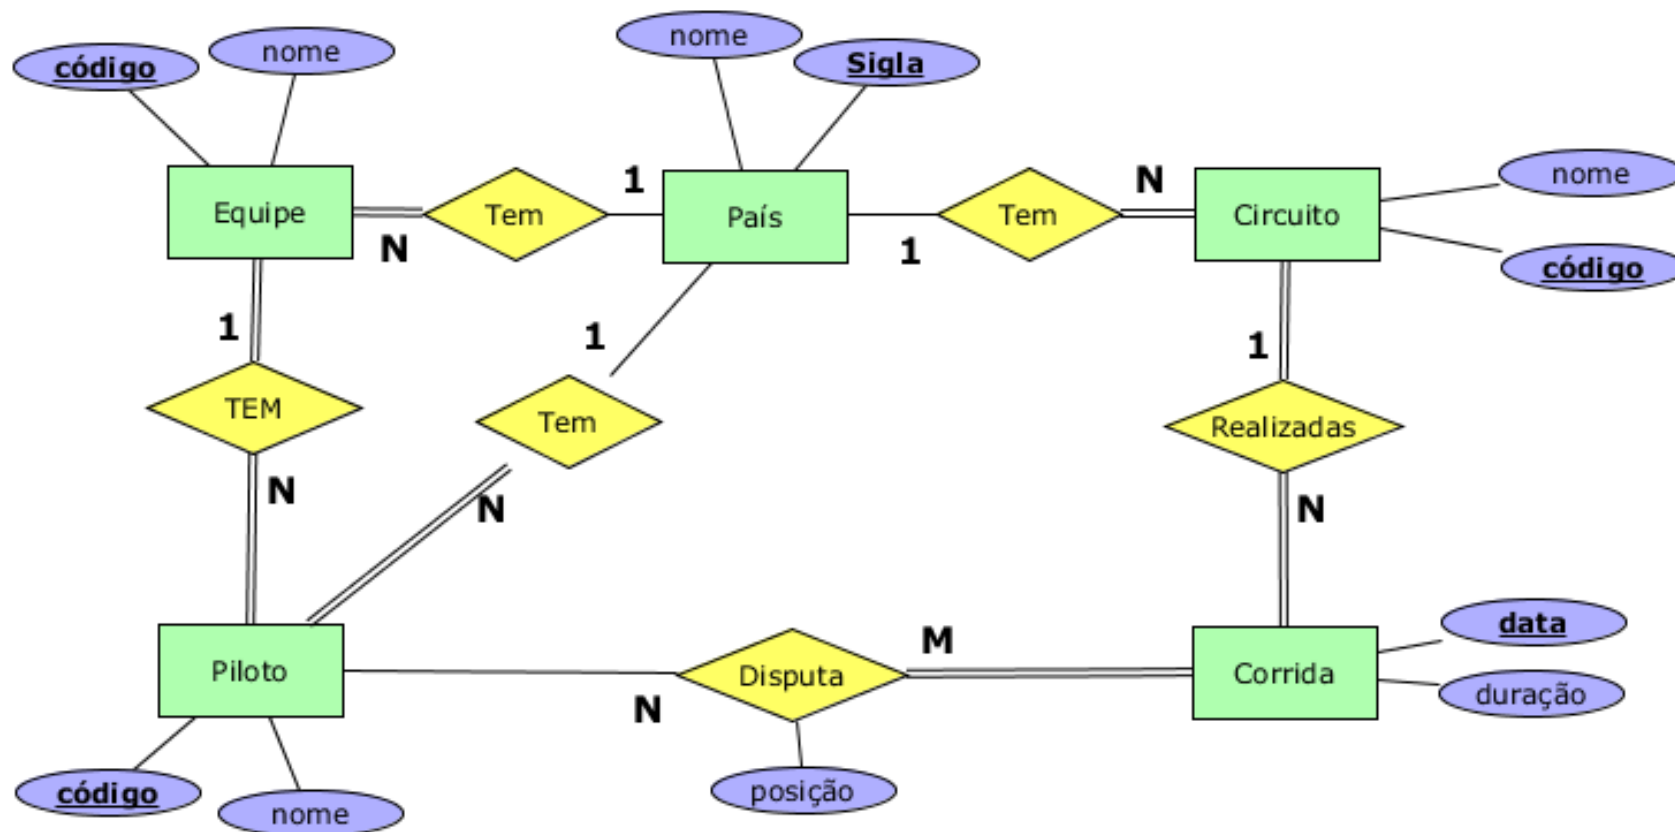 código
nome
nome
Sigla
Equipe
N
Tem
1
País
1
Tem
N
Circuito
nome
código
1
TEM
N
1
Tem
N
1
Realizadas
N
Piloto
N
Disputa
M
Corrida
data
duração
código
nome
posição